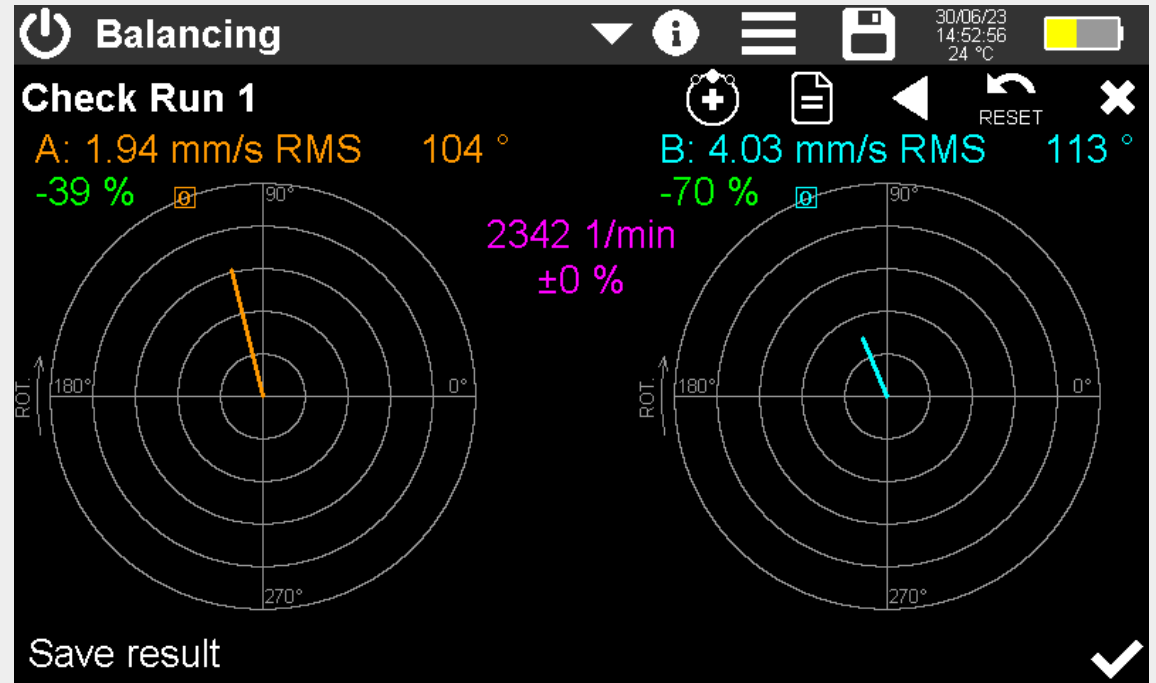 Balancing
30/06/23
14:52:56
24 °C
Check Run 1
RESET
A: 1.94 mm/s RMS 104 °
B: 4.03 mm/s RMS 113 °
-39 %
-70 %
o
o
90°
90°
2342 1/min
±0 %
ROT.
180°
0°
ROT.
180°
0°
270°
270°
Save result